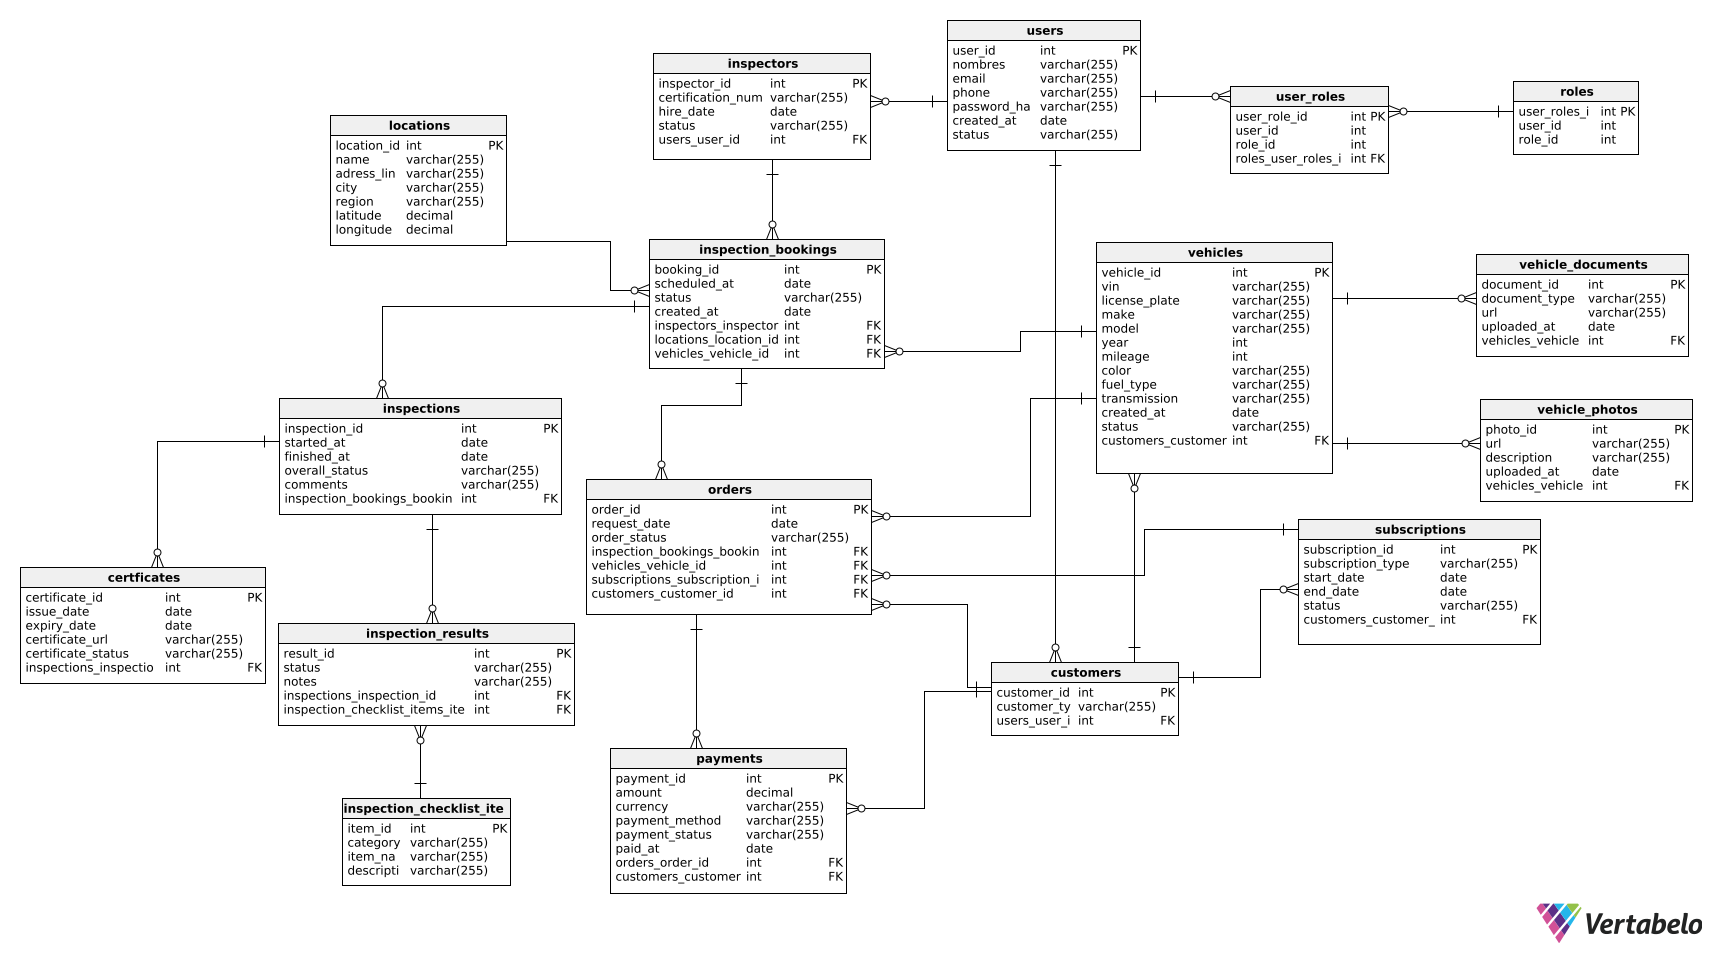 users
user_id int PK
nombres varchar(255)
email varchar(255)
phone varchar(255)
password_ha varchar(255)
created_at date
status varchar(255)
inspectors
inspector_id int PK
certification_num varchar(255)
hire_date date
status varchar(255)
users_user_id int FK
user_roles
user_role_id int PK
user_id int
role_id int
roles_user_roles_i int FK
roles
user_roles_i int PK
user_id int
role_id int
locations
location_id int PK
name varchar(255)
adress_lin varchar(255)
city varchar(255)
region varchar(255)
latitude decimal
longitude decimal
inspection_bookings
booking_id int PK
scheduled_at date
status varchar(255)
created_at date
inspectors_inspector int FK
locations_location_id int FK
vehicles_vehicle_id int FK
vehicles
vehicle_id int PK
vin varchar(255)
license_plate varchar(255)
make varchar(255)
model varchar(255)
year int
mileage int
color varchar(255)
fuel_type varchar(255)
transmission varchar(255)
created_at date
status varchar(255)
customers_customer int FK
vehicle_documents
document_id int PK
document_type varchar(255)
url varchar(255)
uploaded_at date
vehicles_vehicle int FK
vehicle_photos
photo_id int PK
url varchar(255)
description varchar(255)
uploaded_at date
vehicles_vehicle int FK
inspections
inspection_id int PK
started_at date
finished_at date
overall_status varchar(255)
comments varchar(255)
inspection_bookings_bookin int FK
orders
order_id int PK
request_date date
order_status varchar(255)
inspection_bookings_bookin int FK
vehicles_vehicle_id int FK
subscriptions_subscription_i int FK
customers_customer_id int FK
subscriptions
subscription_id int PK
subscription_type varchar(255)
start_date date
end_date date
status varchar(255)
customers_customer_ int FK
certficates
certificate_id int PK
issue_date date
expiry_date date
certificate_url varchar(255)
certificate_status varchar(255)
inspections_inspectio int FK
inspection_results
result_id int PK
status varchar(255)
notes varchar(255)
inspections_inspection_id int FK
inspection_checklist_items_ite int FK
customers
customer_id int PK
customer_ty varchar(255)
users_user_i int FK
payments
payment_id int PK
amount decimal
currency varchar(255)
payment_method varchar(255)
payment_status varchar(255)
paid_at date
orders_order_id int FK
customers_customer int FK
inspection_checklist_ite
item_id int PK
category varchar(255)
item_na varchar(255)
descripti varchar(255)
Vertabelo